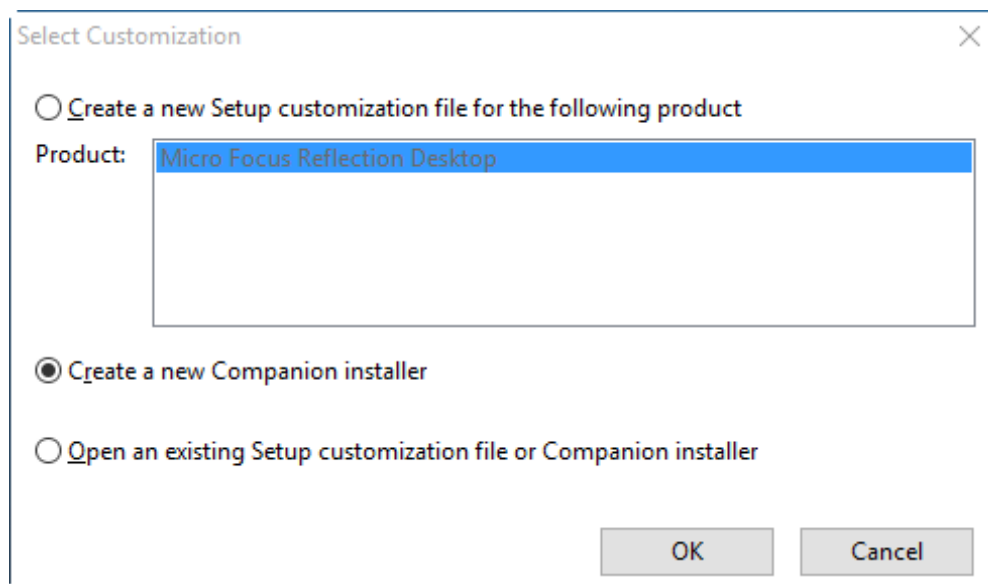 Select Customization
Create a new Setup customization file for the following product
Product:
Micro Focus Reflection Desktop
Create a new Companion installer
Open an existing Setup customization file or Companion installer
OK
Cancel